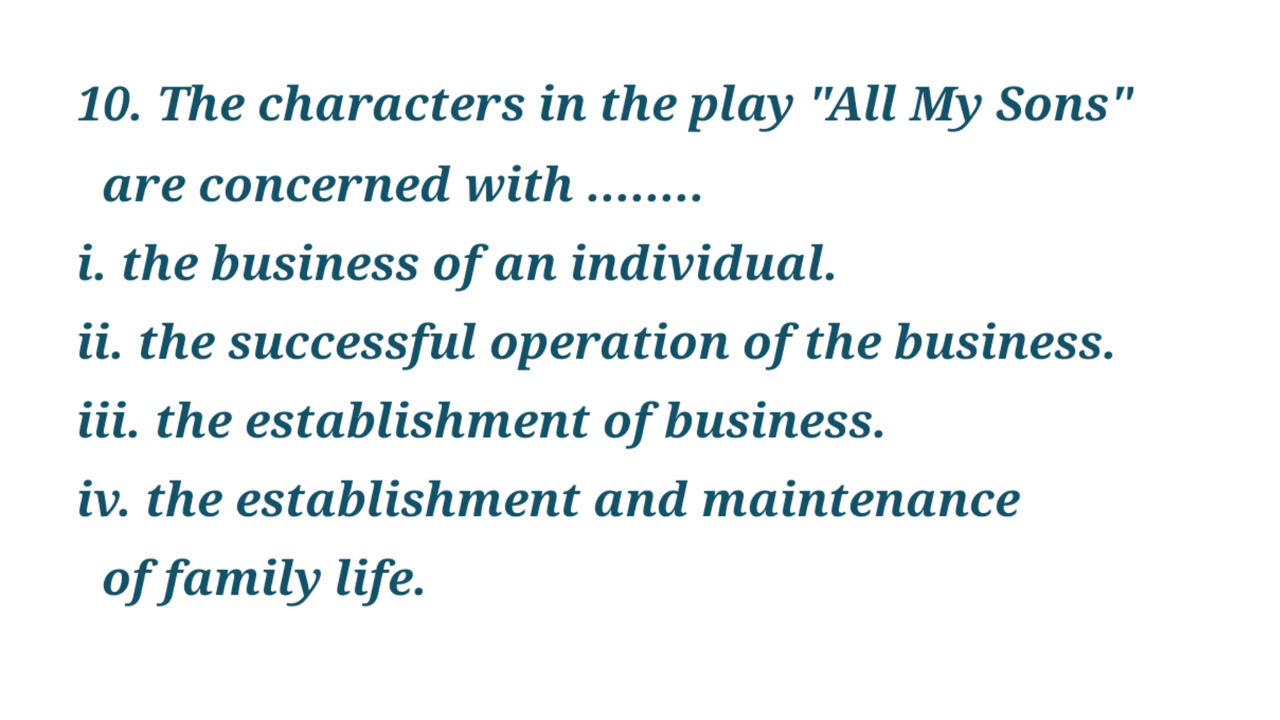 10. The characters in the play "All My Sons"
are concerned with ........
i. the business of an individual.
ii. the successful operation of the business.
iii. the establishment of business.
iv. the establishment and maintenance
of family life.